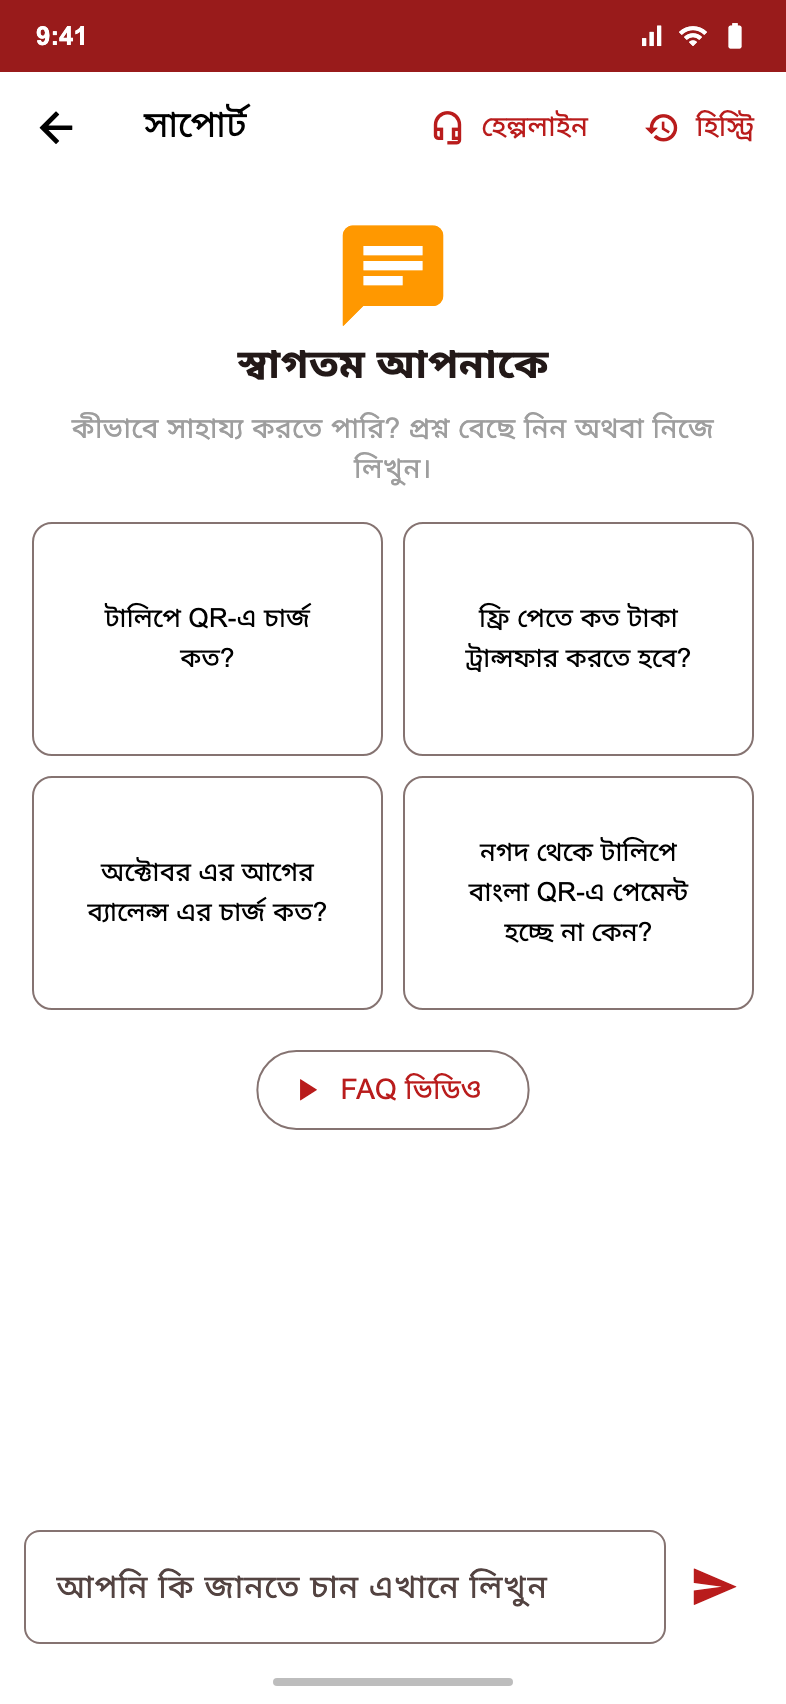 9:41
সাপোর্ট
হেল্পলাইন
হিস্ট্রি
স্বাগতম আপনাকে
কীভাবে সাহায্য করতে পারি? প্রশ্ন বেছে নিন অথবা নিজে
লিখুন।
টালিপে QR-এ চার্জ
কত?
ফ্রি পেতে কত টাকা
ট্রান্সফার করতে হবে?
অক্টোবর এর আগের
ব্যালেন্স এর চার্জ কত?
নগদ থেকে টালিপে
বাংলা QR-এ পেমেন্ট
হচ্ছে না কেন?
FAQ ভিডিও
আপনি কি জানতে চান এখানে লিখুন